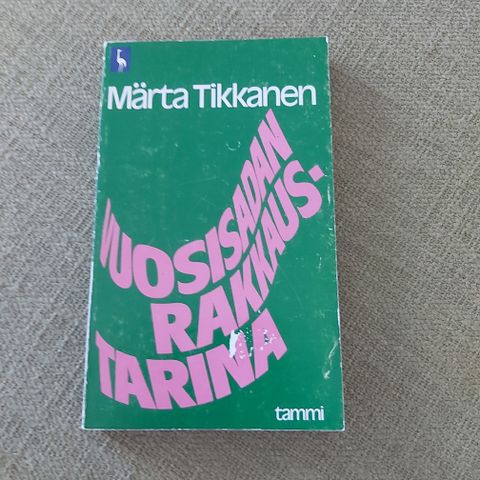 Märta Tikkanen
VUOSISADAN
RAKKAUS-
TARINA
tammi